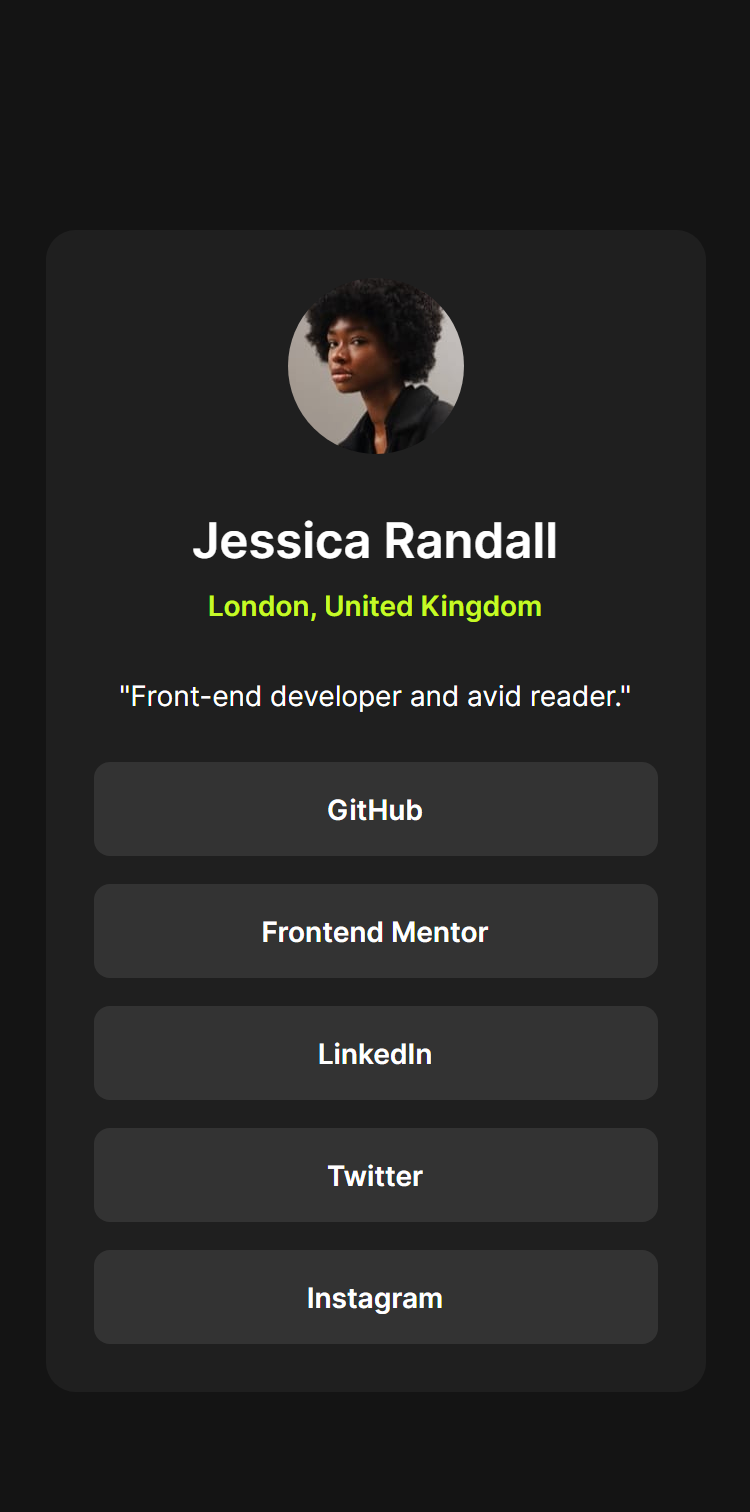 Jessica Randall
London, United Kingdom
"Front-end developer and avid reader."
GitHub
Frontend Mentor
LinkedIn
Twitter
Instagram